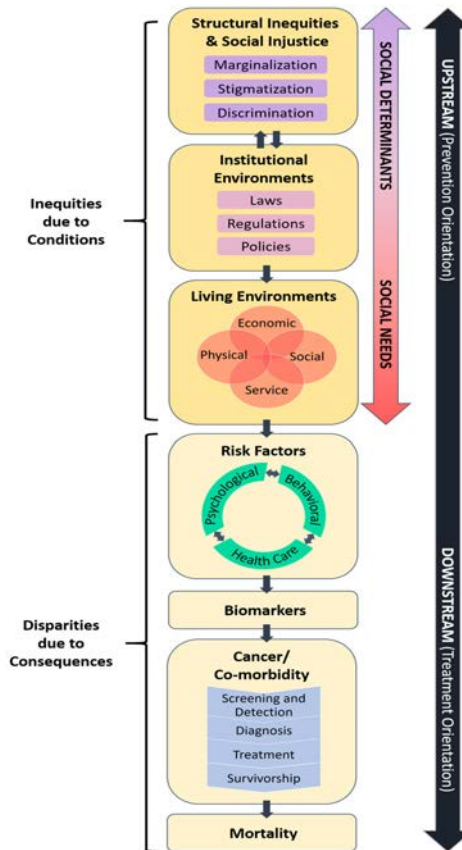 Structural Inequities
& Social Injustice
Marginalization
Stigmatization
Discrimination
Institutional
Environments
Laws
Regulations
Policies
Inequities
due to
Conditions
Living Environments
Economic
Physical
Social
Service
SOCIAL DETERMINANTS
SOCIAL NEEDS
UPSTREAM (Prevention Orientation)
DOWNSTREAM (Treatment Orientation)
Risk Factors
Psychological
Behavioral
Health Care
Biomarkers
Disparities
due to
Consequences
Cancer/
Co-morbidity
Screening and
Detection
Diagnosis
Treatment
Survivorship
Mortality